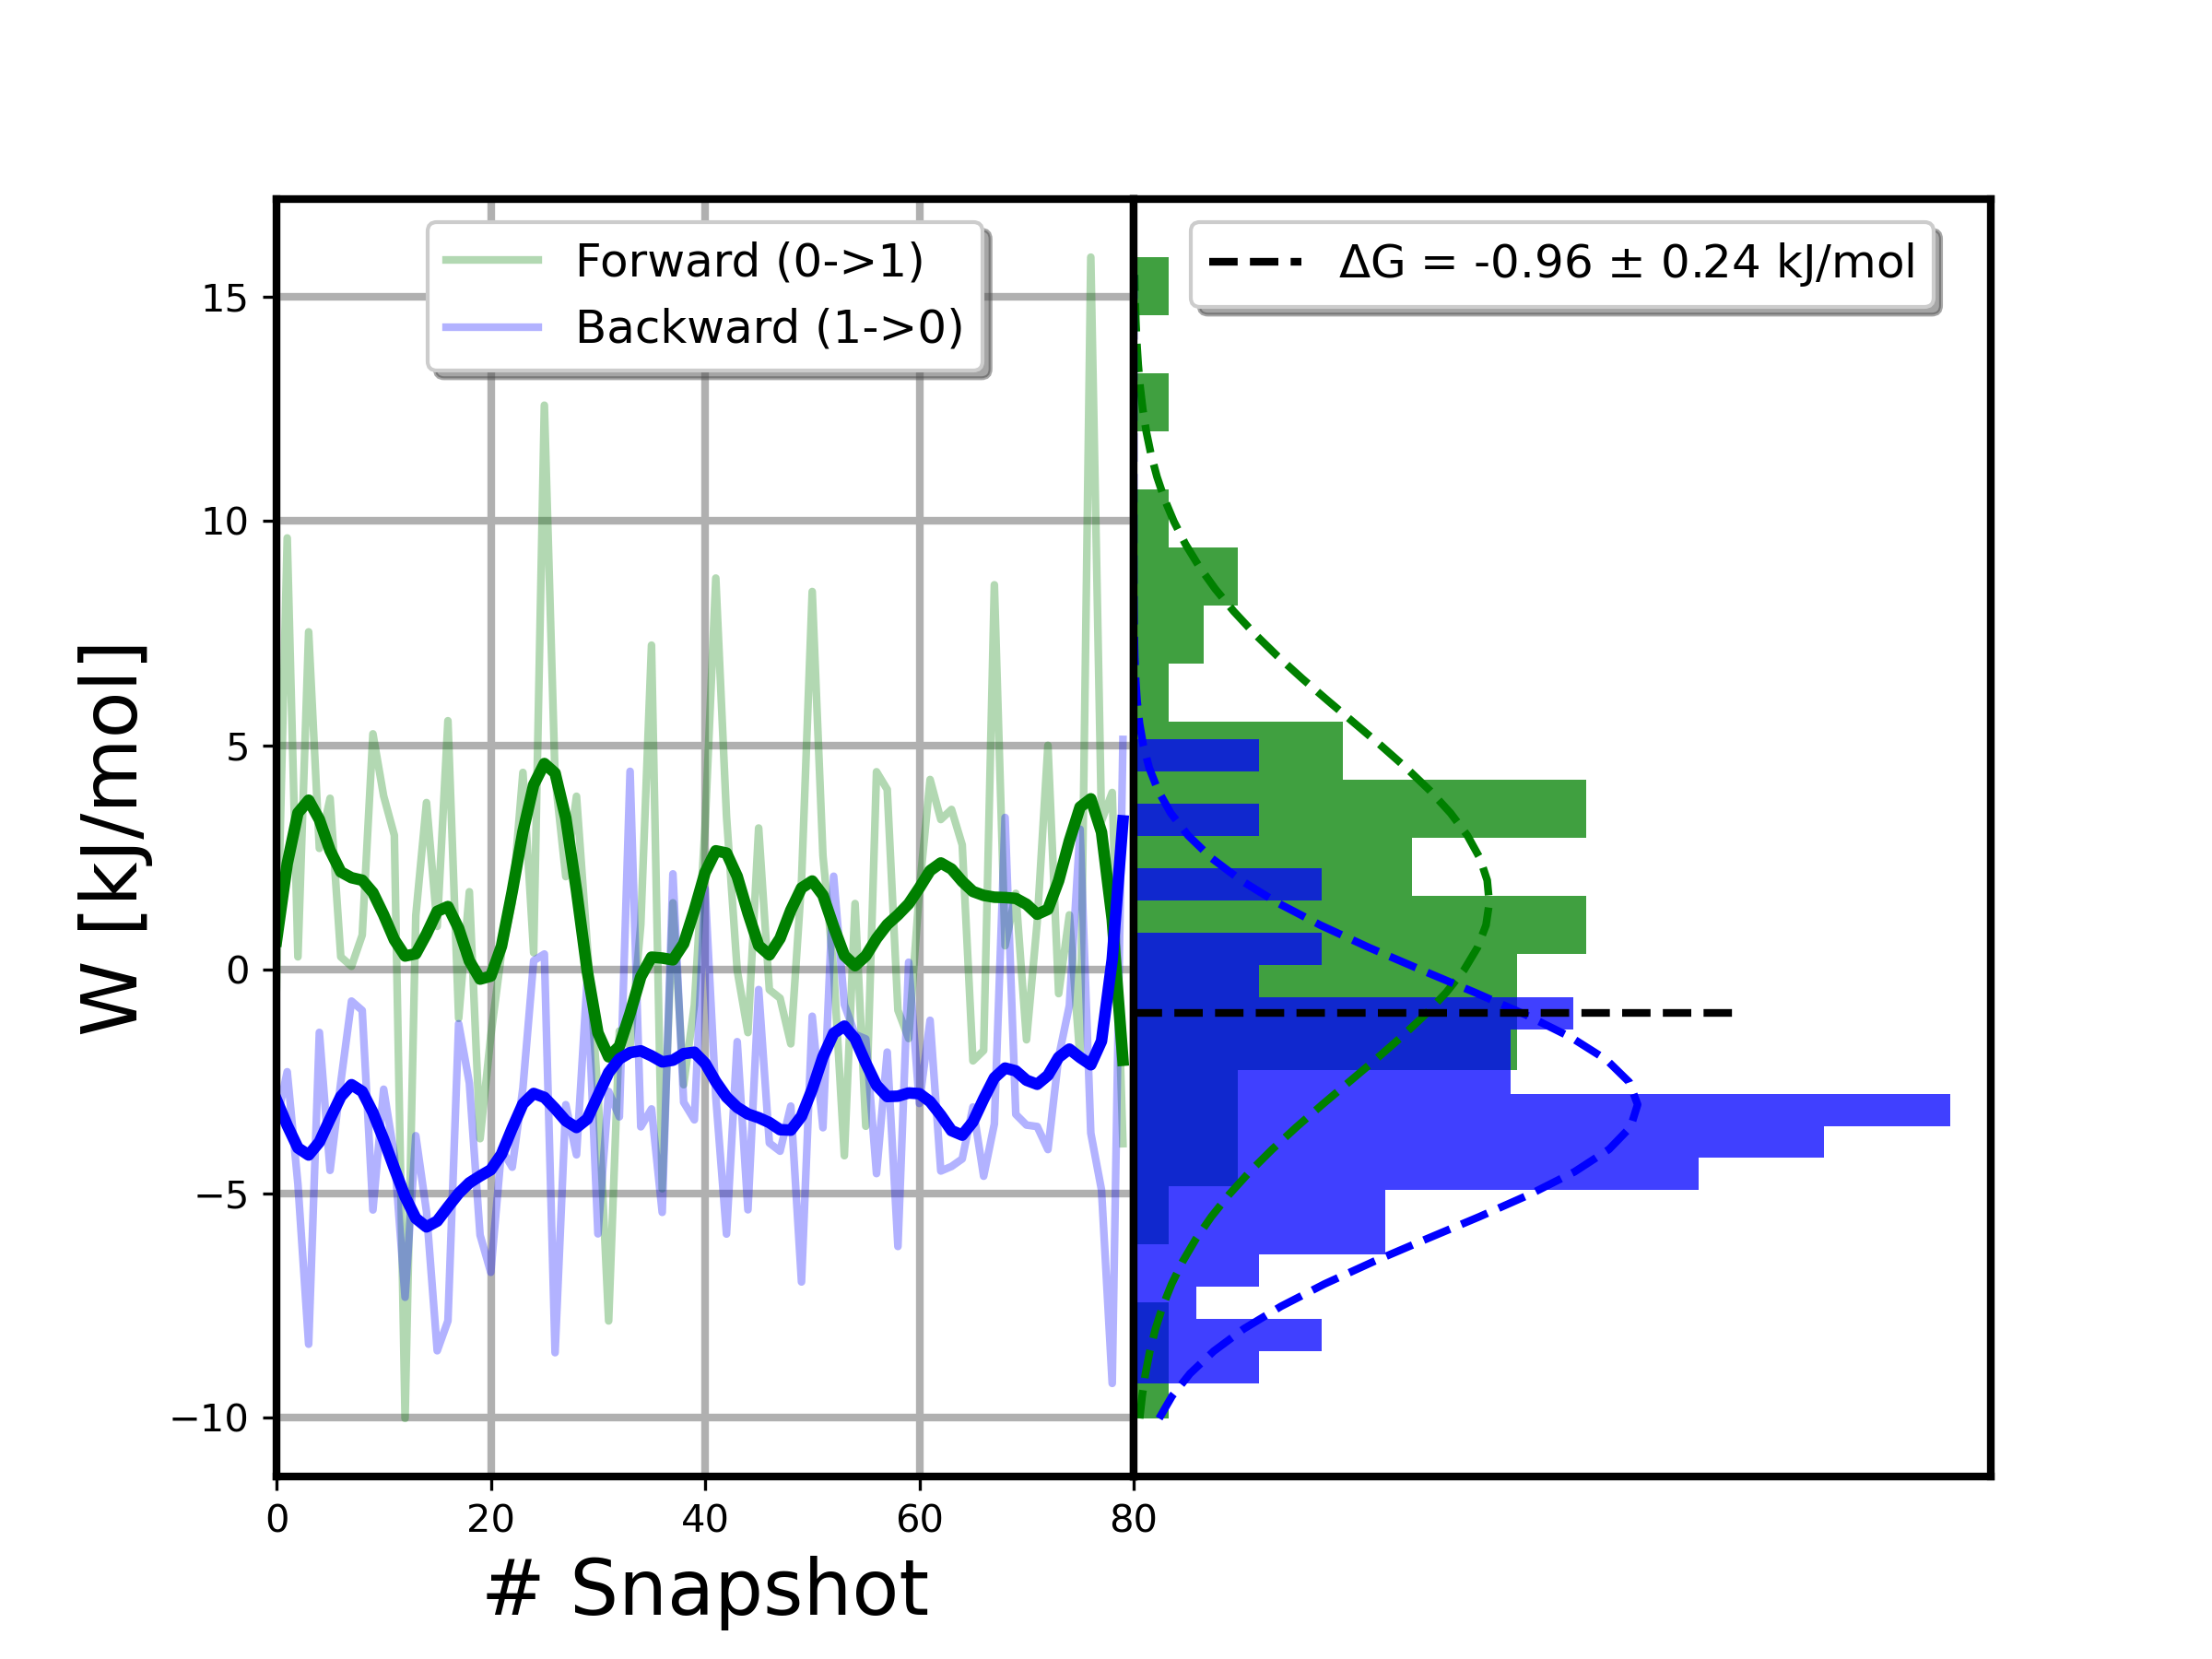 Forward (0->1)
Backward (1->0)
ΔG = -0.96 ± 0.24 kJ/mol
W [kJ/mol]
15
10
5
0
−5
−10
0 20 40 60 80
# Snapshot